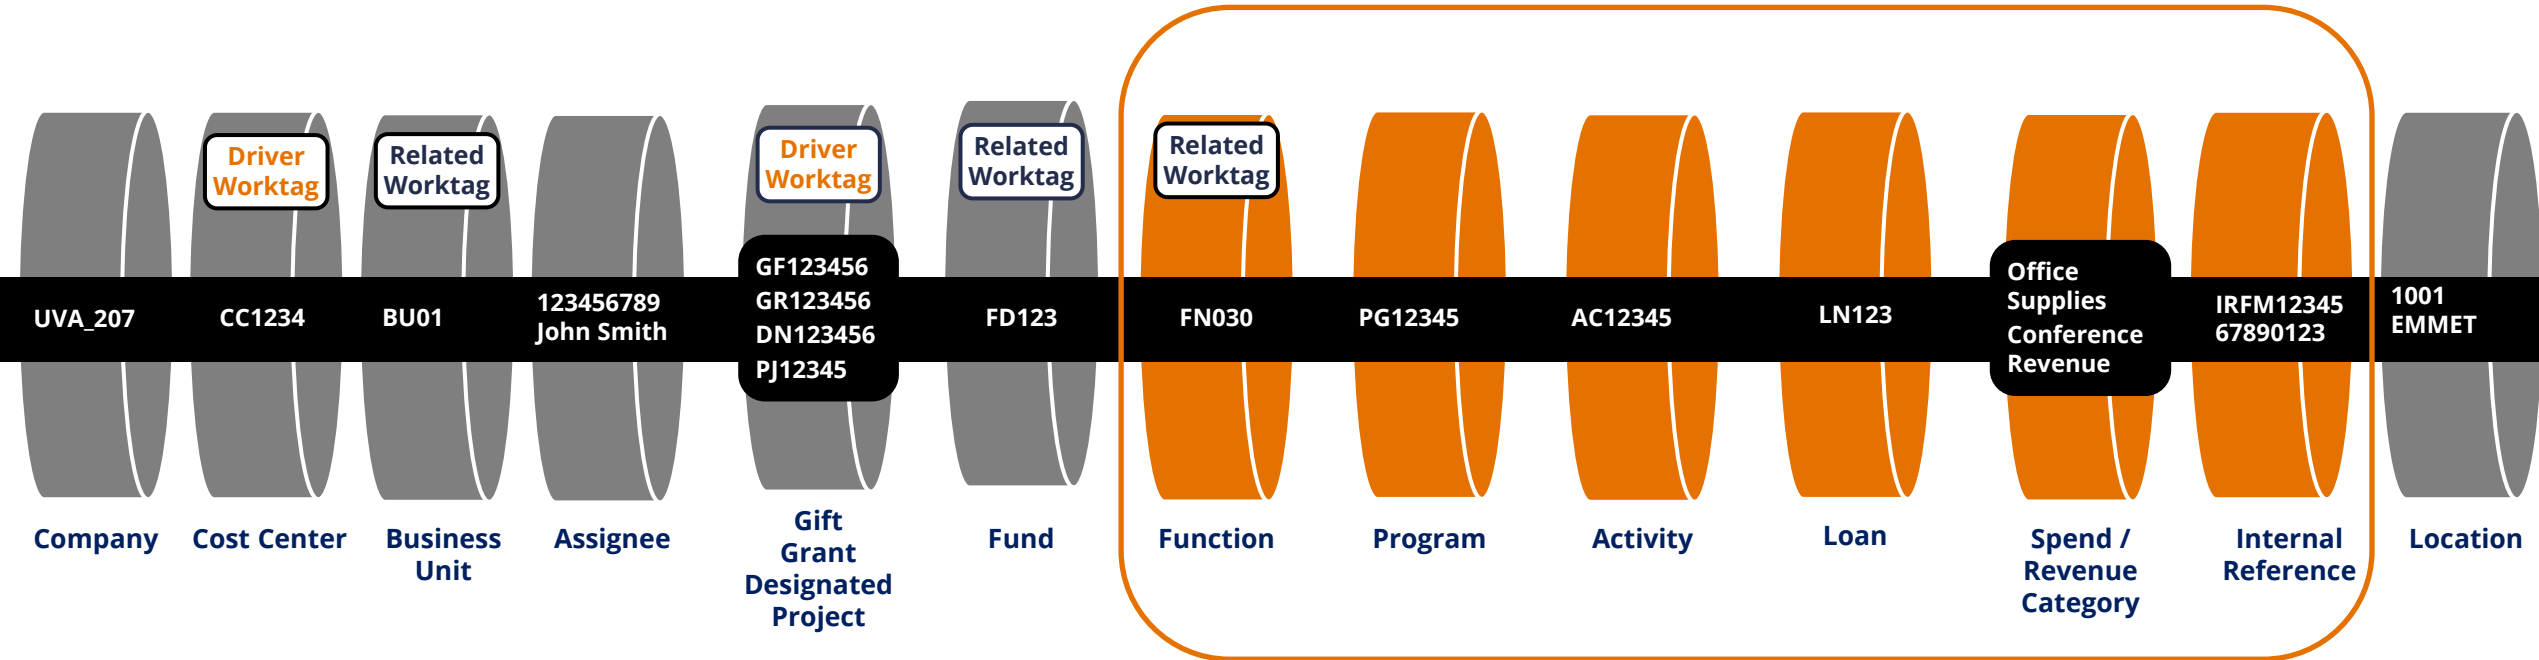 Driver
Worktag
Related
Worktag
Driver
Worktag
Related
Worktag
Related
Worktag
UVA_207
CC1234
BU01
123456789
John Smith
GF123456
GR123456
DN123456
PJ12345
FD123
FN030
PG12345
AC12345
LN123
Office
Supplies
Conference
Revenue
IRFM12345
67890123
1001
EMMET
Company
Cost Center
Business
Unit
Assignee
Gift
Grant
Designated
Project
Fund
Function
Program
Activity
Loan
Spend /
Revenue
Category
Internal
Reference
Location